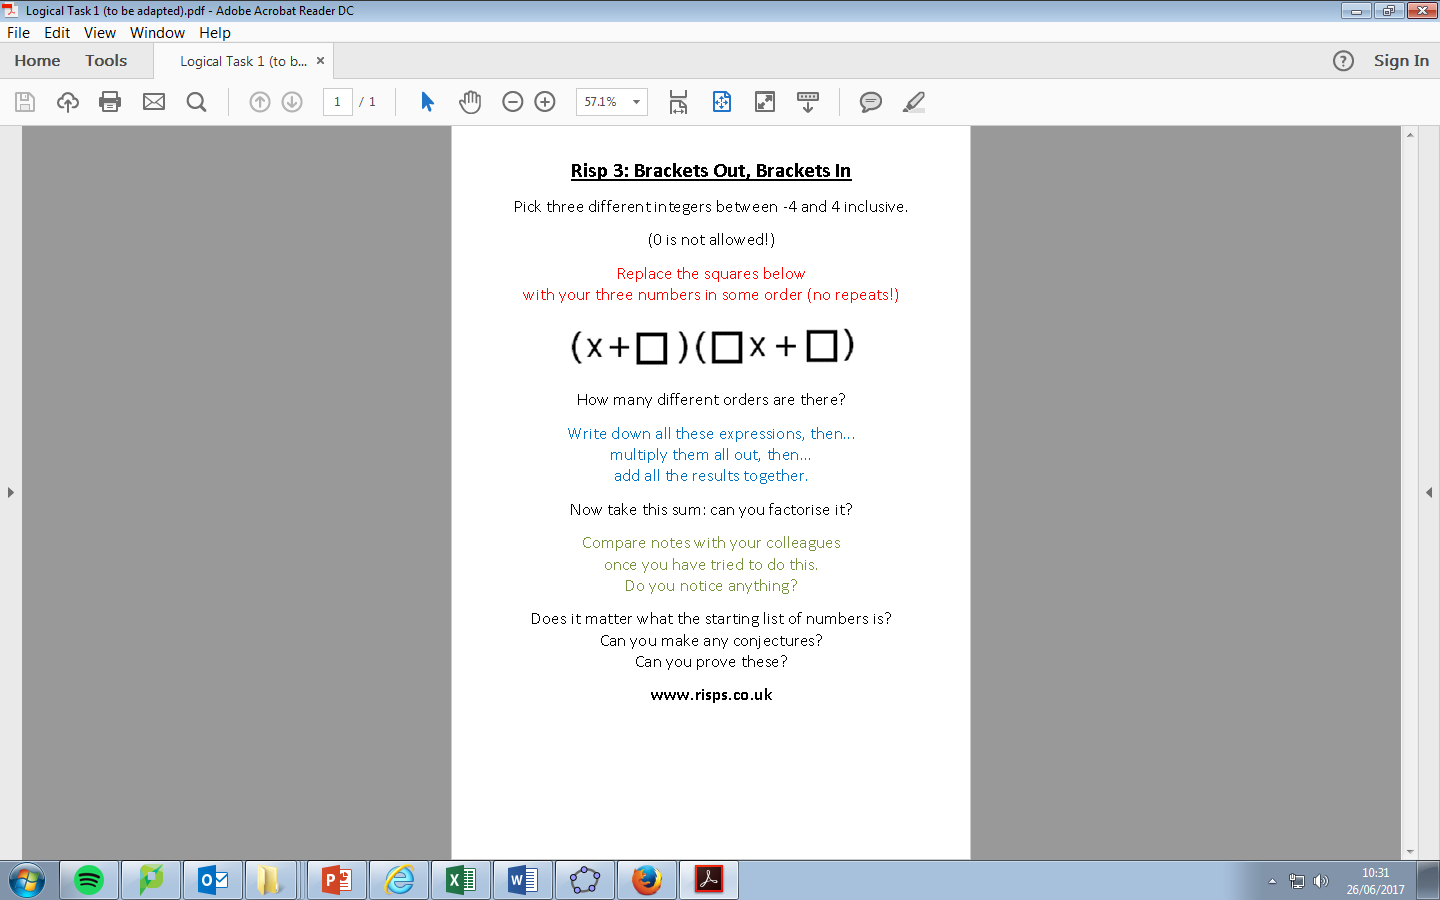 Logical Task 1 (to be adapted).pdf - Adobe Acrobat Reader DC
File Edit View Window Help
Home Tools Logical Task 1 (to b... × ? Sign In
1 / 1 57.1%
Risp 3: Brackets Out, Brackets In
Pick three different integers between -4 and 4 inclusive.
(0 is not allowed!)
Replace the squares below
with your three numbers in some order (no repeats!)
(x+□)(□x+□)
How many different orders are there?
Write down all these expressions, then...
multiply them all out, then...
add all the results together.
Now take this sum: can you factorise it?
Compare notes with your colleagues
once you have tried to do this.
Do you notice anything?
Does it matter what the starting list of numbers is?
Can you make any conjectures?
Can you prove these?
www.risps.co.uk
10:31
26/06/2017